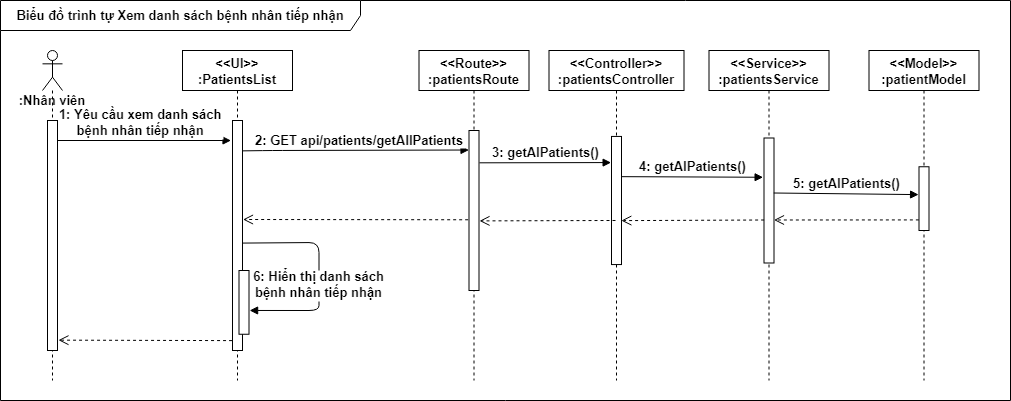 Biểu đồ trình tự Xem danh sách bệnh nhân tiếp nhận
:Nhân viên
<<UI>>
:PatientsList
<<Route>>
:patientsRoute
<<Controller>>
:patientsController
<<Service>>
:patientsService
<<Model>>
:patientModel
1: Yêu cầu xem danh sách
bệnh nhân tiếp nhận
2: GET api/patients/getAllPatients
3: getAlPatients()
4: getAlPatients()
5: getAlPatients()
6: Hiển thị danh sách
bệnh nhân tiếp nhận